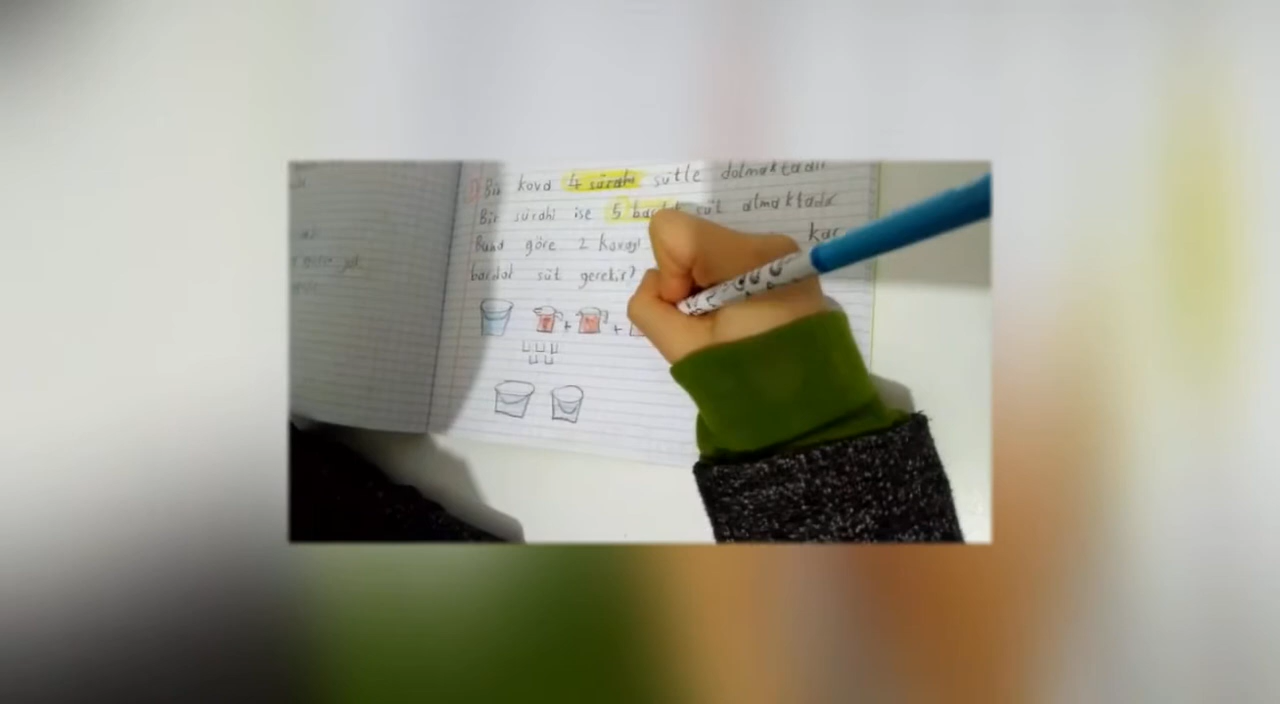 Bir kova 4 sürahi sütle dolmaktadır
Bir sürahi ise 5 bardak süt almaktadır
Buna göre 2 kovayı kaç
bardak süt gerekir?
+ +